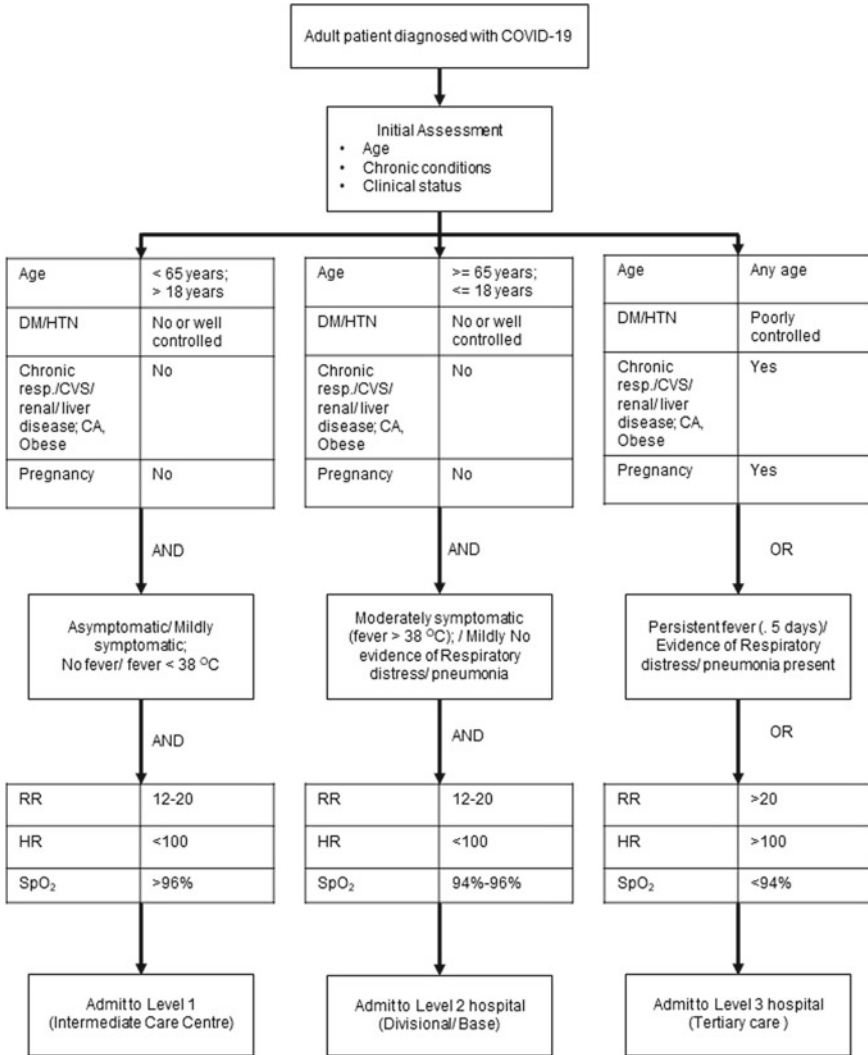 Adult patient diagnosed with COVID-19
Initial Assessment
• Age
• Chronic conditions
• Clinical status
Age
< 65 years;
> 18 years
DM/HTN
No or well
controlled
Chronic
resp./CVS/
renal/ liver
disease; CA,
Obese
No
Pregnancy
No
AND
Asymptomatic/ Mildly
symptomatic;
No fever/ fever < 38 ⁰C
AND
RR
12-20
HR
<100
SpO₂
>96%
Admit to Level 1
(Intermediate Care Centre)
Age
>= 65 years;
<= 18 years
DM/HTN
No or well
controlled
Chronic
resp./CVS/
renal/ liver
disease; CA,
Obese
No
Pregnancy
No
AND
Moderately symptomatic
(fever > 38 ⁰C); / Mildly No
evidence of Respiratory
distress/ pneumonia
AND
RR
12-20
HR
<100
SpO₂
94%-96%
Admit to Level 2 hospital
(Divisional/ Base)
Age
Any age
DM/HTN
Poorly
controlled
Chronic
resp./CVS/
renal/ liver
disease; CA,
Obese
Yes
Pregnancy
Yes
OR
Persistent fever (. 5 days)/
Evidence of Respiratory
distress/ pneumonia present
OR
RR
>20
HR
>100
SpO₂
<94%
Admit to Level 3 hospital
(Tertiary care )